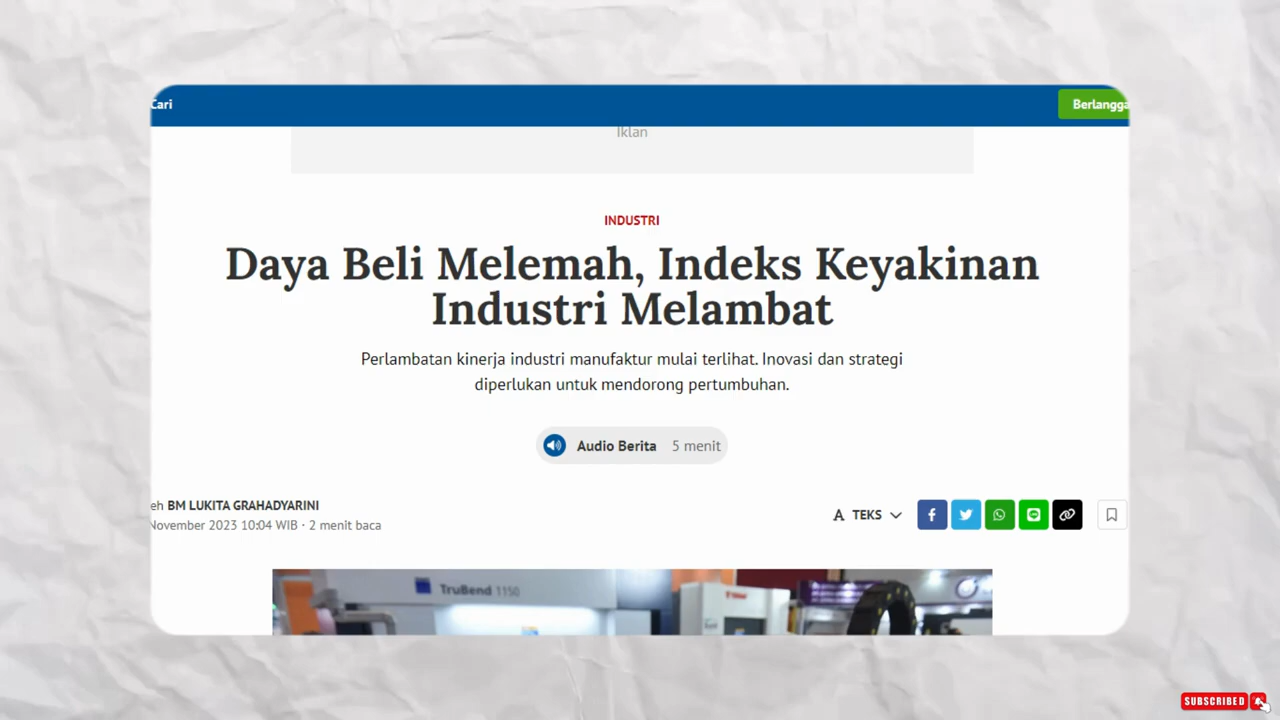 Cari
Berlangga
Iklan
INDUSTRI
Daya Beli Melemah, Indeks Keyakinan
Industri Melambat
Perlambatan kinerja industri manufaktur mulai terlihat. Inovasi dan strategi
diperlukan untuk mendorong pertumbuhan.
Audio Berita 5 menit
eh BM LUKITA GRAHADYARINI
November 2023 10:04 WIB · 2 menit baca
A TEKS
TruBend 1150
SUBSCRIBED